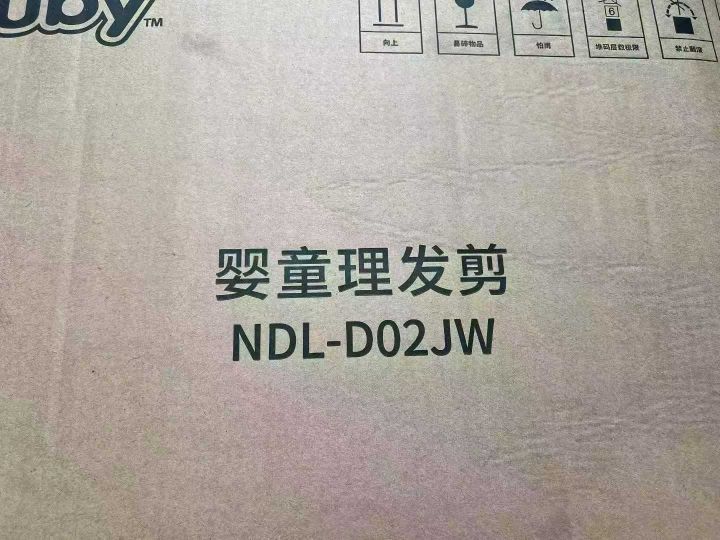 uby™
向上
易碎物品
怕雨
6
堆码层数极限
禁止翻滚
婴童理发剪
NDL-D02JW